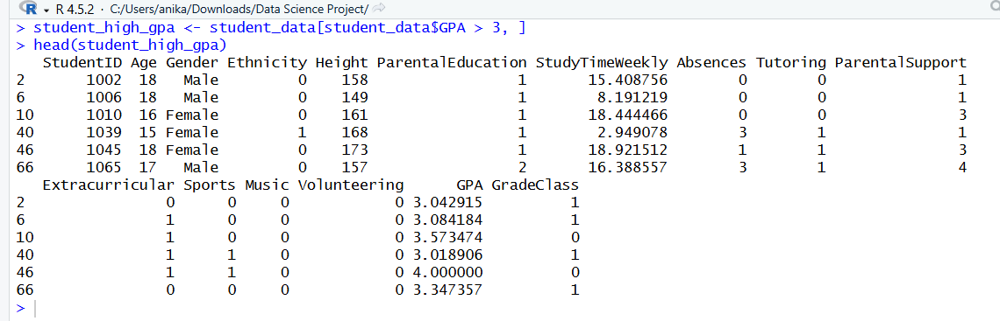 R 4.5.2 · C:/Users/anika/Downloads/Data Science Project/
> student_high_gpa <- student_data[student_data$GPA > 3, ]
> head(student_high_gpa)
   StudentID Age Gender Ethnicity Height ParentalEducation StudyTimeWeekly Absences Tutoring ParentalSupport
2       1002  18   Male         0    158                 1       15.408756        0        0               1
6       1006  18   Male         0    149                 1        8.191219        0        0               1
10      1010  16 Female         0    161                 1       18.444466        0        0               3
40      1039  15 Female         1    168                 1        2.949078        3        1               1
46      1045  18 Female         0    173                 1       18.921512        1        1               3
66      1065  17   Male         0    157                 2       16.388557        3        1               4
   Extracurricular Sports Music Volunteering      GPA GradeClass
2                0      0     0            0 3.042915          1
6                1      0     0            0 3.084184          1
10               1      0     0            0 3.573474          0
40               1      1     0            0 3.018906          1
46               1      1     0            0 4.000000          0
66               0      0     0            0 3.347357          1
>